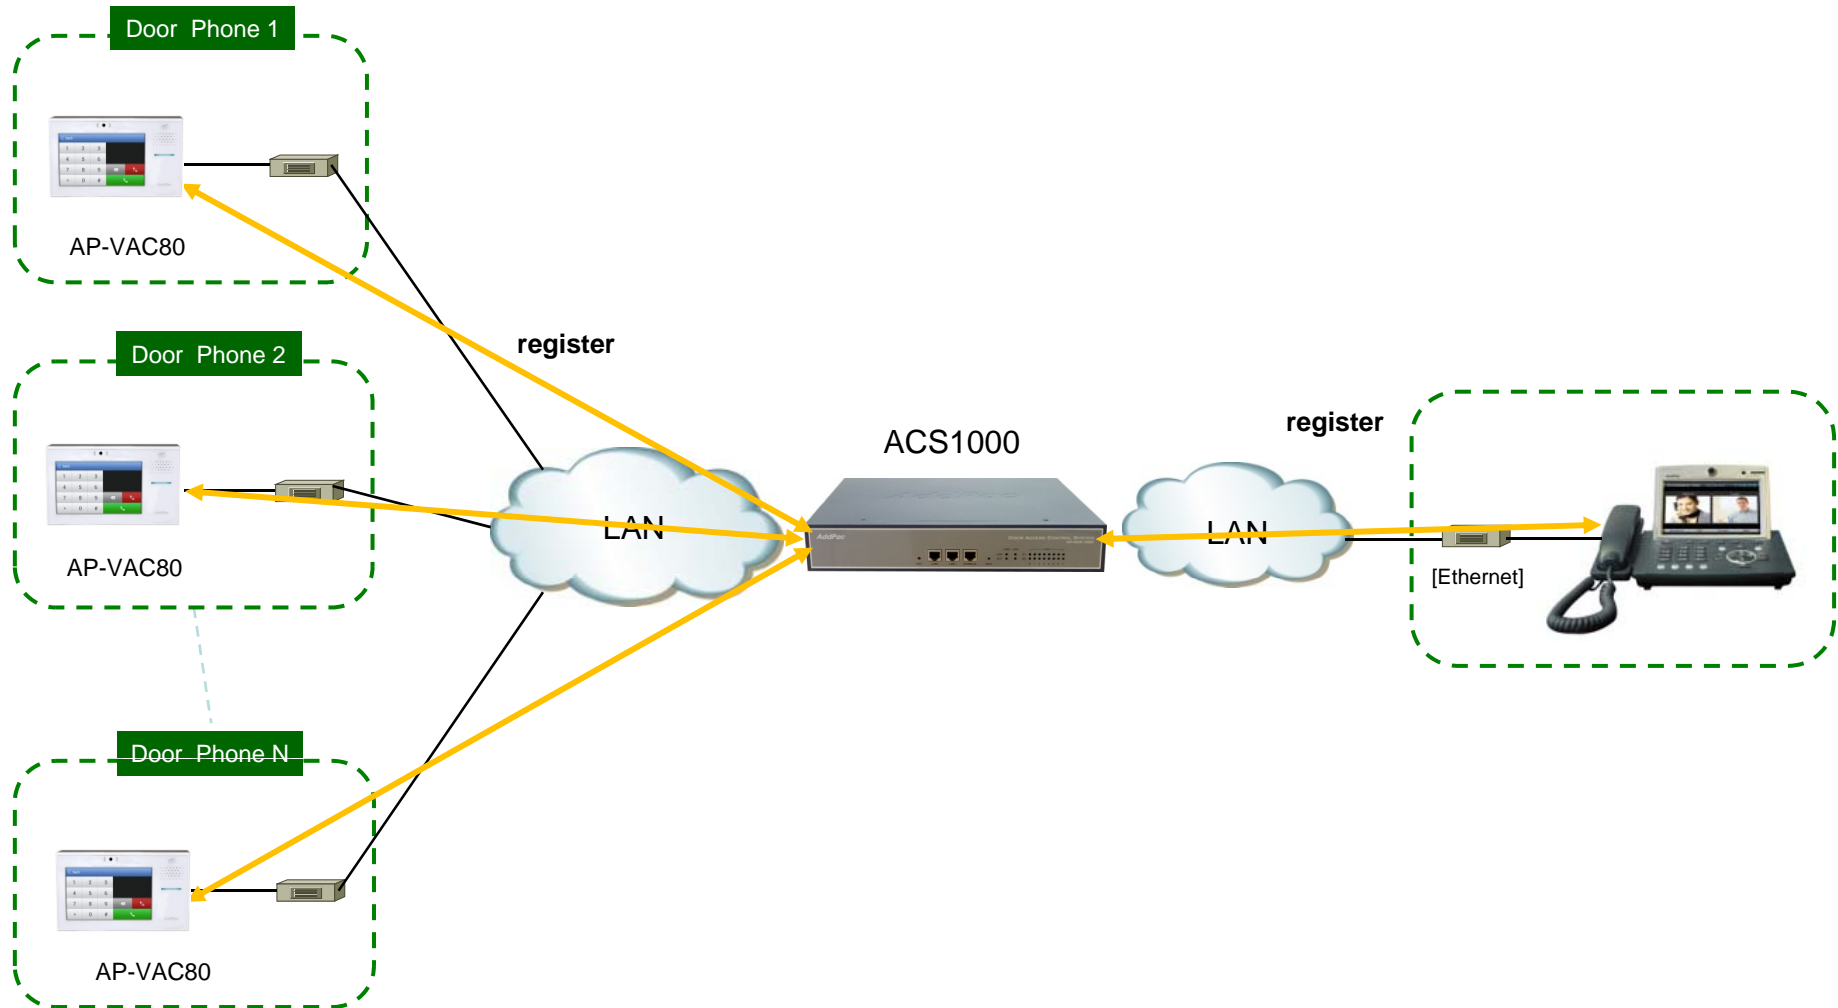 Door Phone 1
AP-VAC80
register
Door Phone 2
AP-VAC80
ACS1000
register
LAN
AddPac
LAN
[Ethernet]
Door Phone N
AP-VAC80